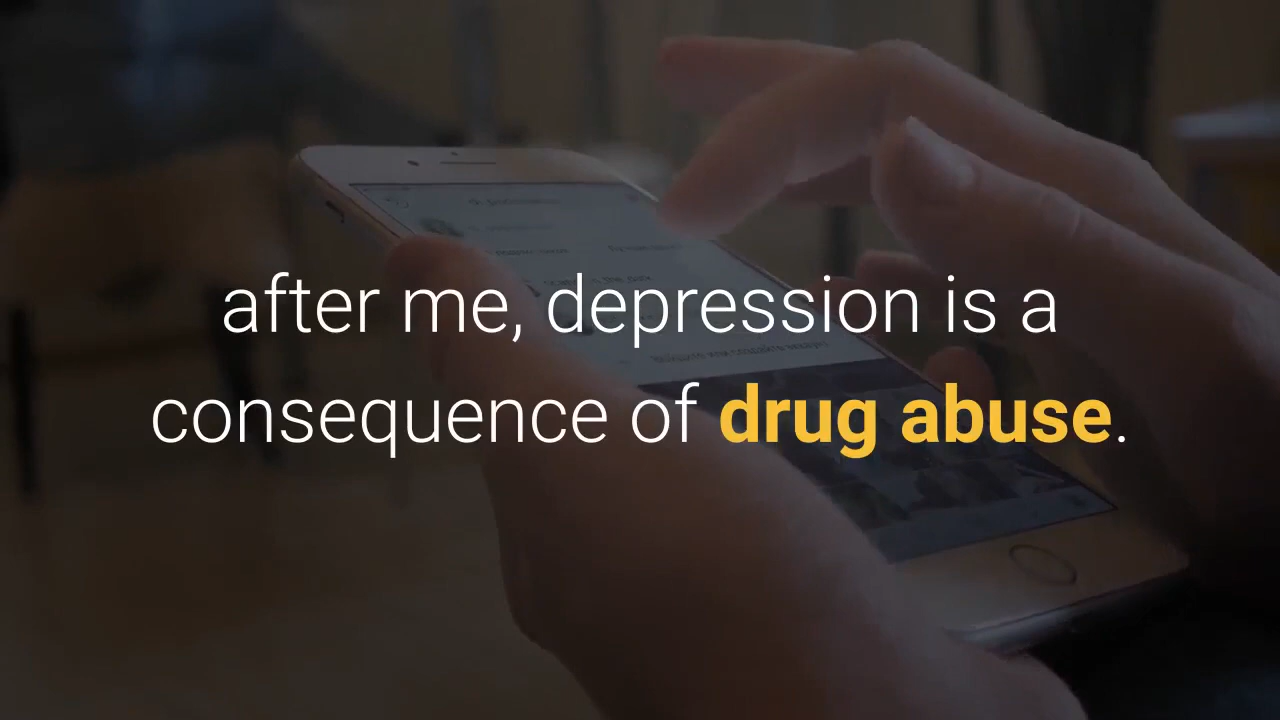 after me, depression is a
consequence of drug abuse.